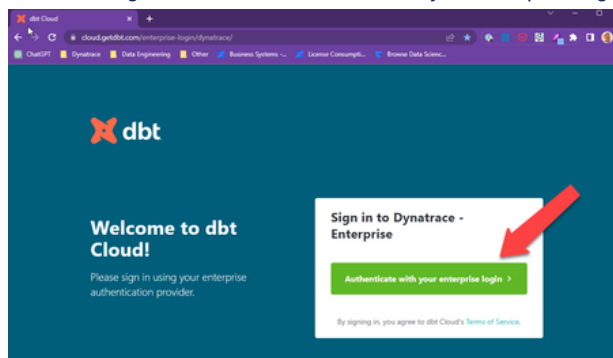 dbt Cloud
cloud.getdbt.com/enterprise-login/dynatrace/
ChatGPT Dynatrace Data Engineering Other Business Systems -... License Consumpti... Browse Data Scienc...
dbt
Welcome to dbt
Cloud!
Please sign in using your enterprise
authentication provider.
Sign in to Dynatrace -
Enterprise
Authenticate with your enterprise login >
By signing in, you agree to dbt Cloud's Terms of Service.